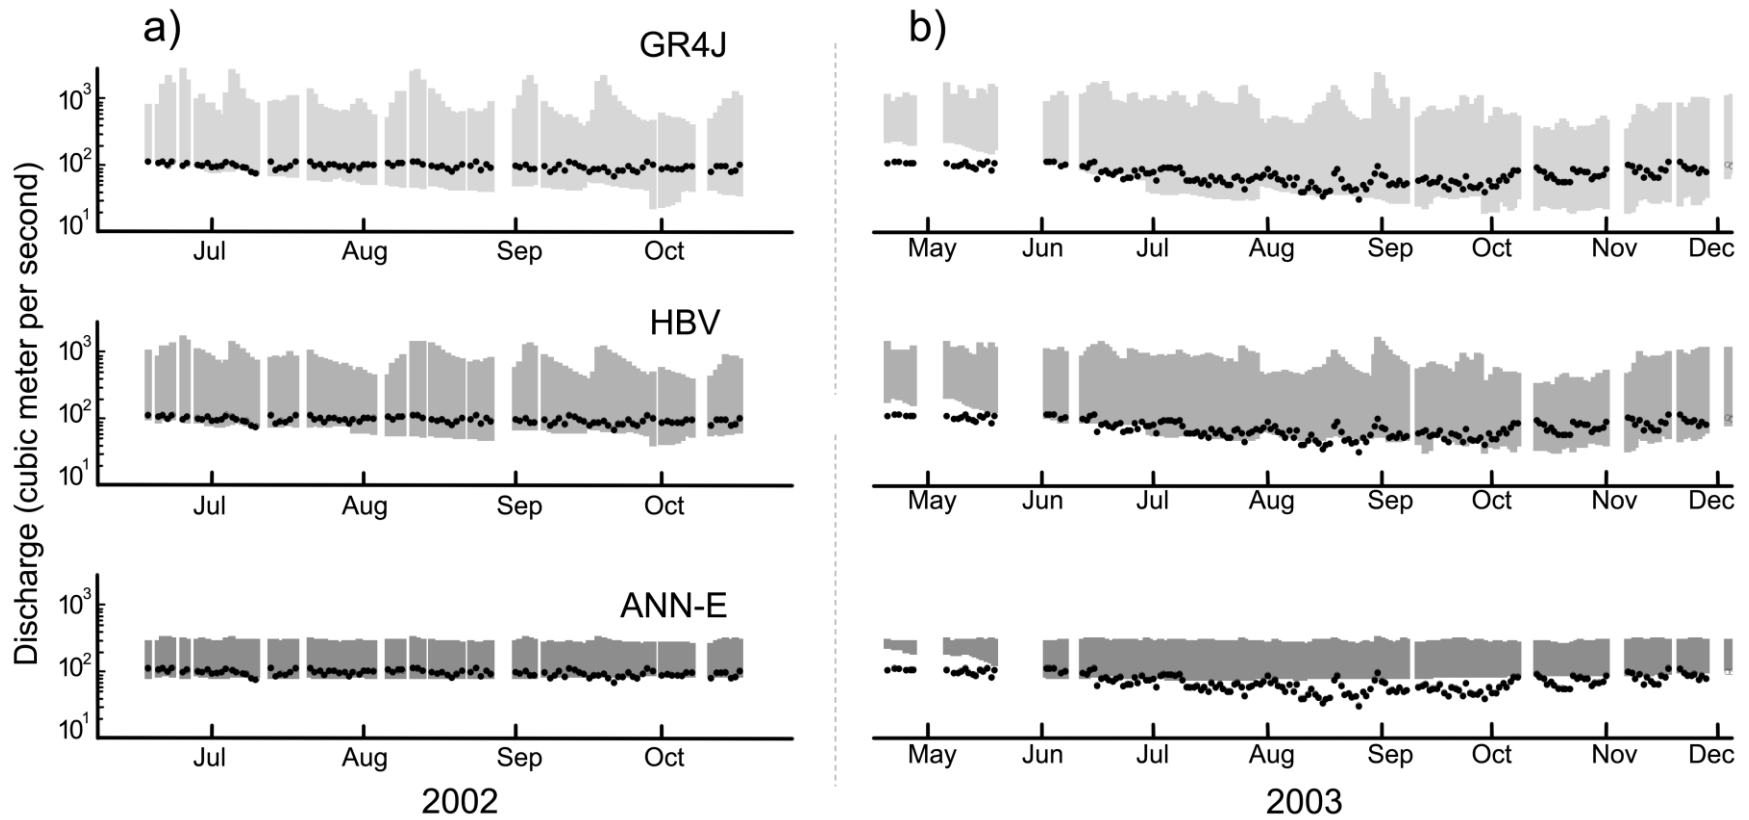 a)
b)
GR4J
10³
10²
10¹
Jul Aug Sep Oct
May Jun Jul Aug Sep Oct Nov Dec
HBV
10³
10²
10¹
Jul Aug Sep Oct
May Jun Jul Aug Sep Oct Nov Dec
ANN-E
10³
10²
10¹
Jul Aug Sep Oct
May Jun Jul Aug Sep Oct Nov Dec
2002
2003
Discharge (cubic meter per second)